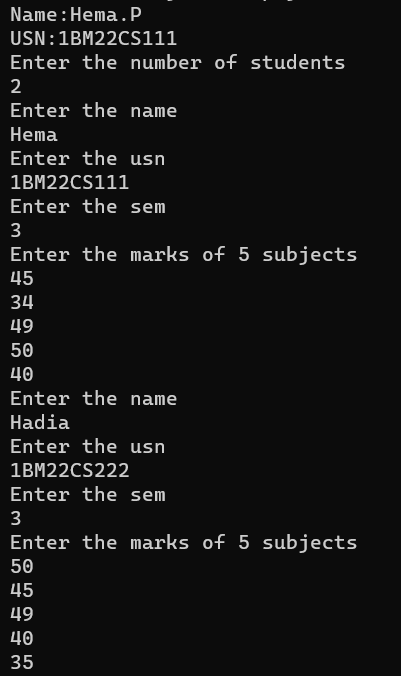 Name:Hema.P
USN:1BM22CS111
Enter the number of students
2
Enter the name
Hema
Enter the usn
1BM22CS111
Enter the sem
3
Enter the marks of 5 subjects
45
34
49
50
40
Enter the name
Hadia
Enter the usn
1BM22CS222
Enter the sem
3
Enter the marks of 5 subjects
50
45
49
40
35